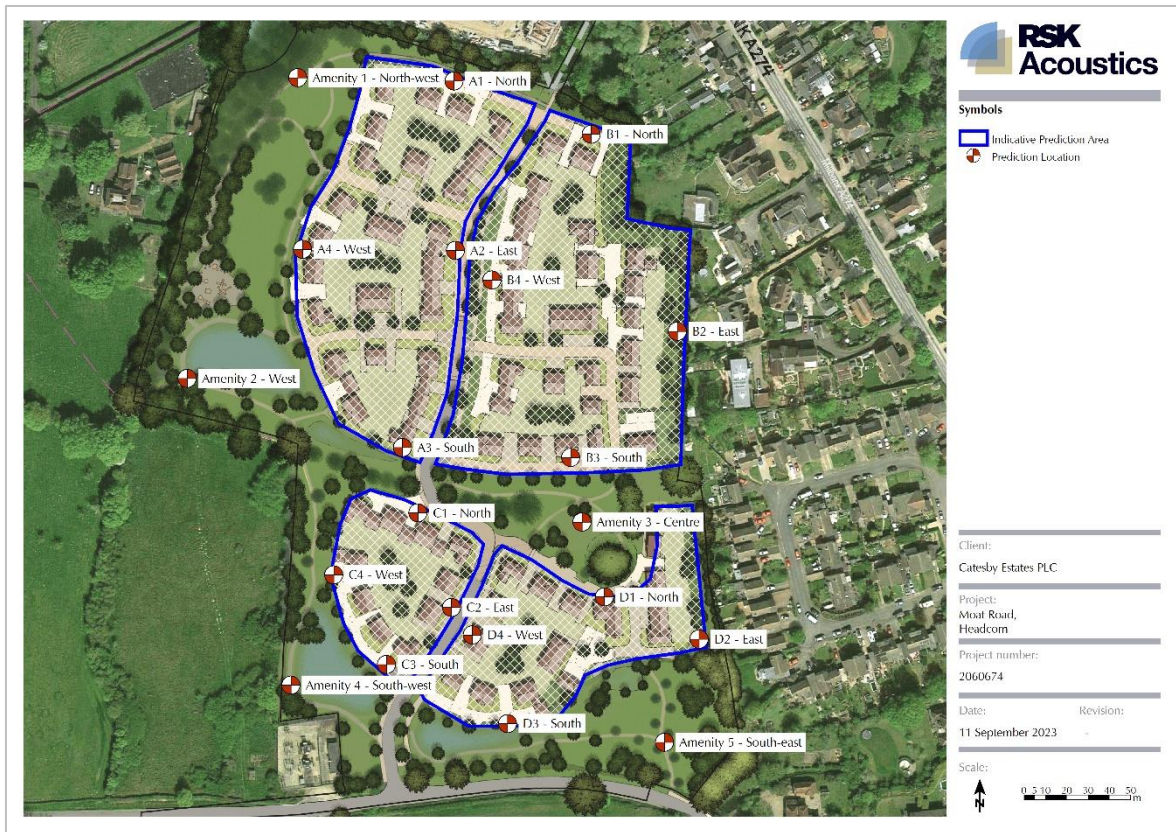 RSK
Acoustics
Symbols
Indicative Prediction Area
Prediction Location
A274
Amenity 1 - North-west
A1 - North
B1 - North
A4 - West
A2 - East
B4 - West
B2 - East
Amenity 2 - West
A3 - South
B3 - South
C1 - North
Amenity 3 - Centre
C4 - West
C2 - East
D1 - North
D4 - West
D2 - East
C3 - South
Amenity 4 - South-west
D3 - South
Amenity 5 - South-east
Client:
Catesby Estates PLC
Project:
Moat Road,
Headcorn
Project number:
2060674
Date:
Revision:
11 September 2023
-
Scale:
N
0 5 10 20 30 40 50
m